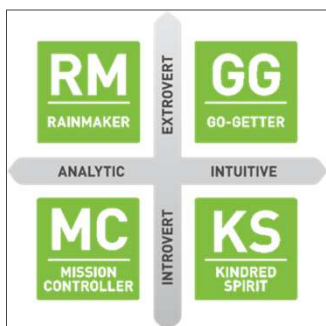 RM
RAINMAKER
EXTROVERT
GG
GO-GETTER
ANALYTIC
INTUITIVE
MC
MISSION
CONTROLLER
INTROVERT
KS
KINDRED
SPIRIT